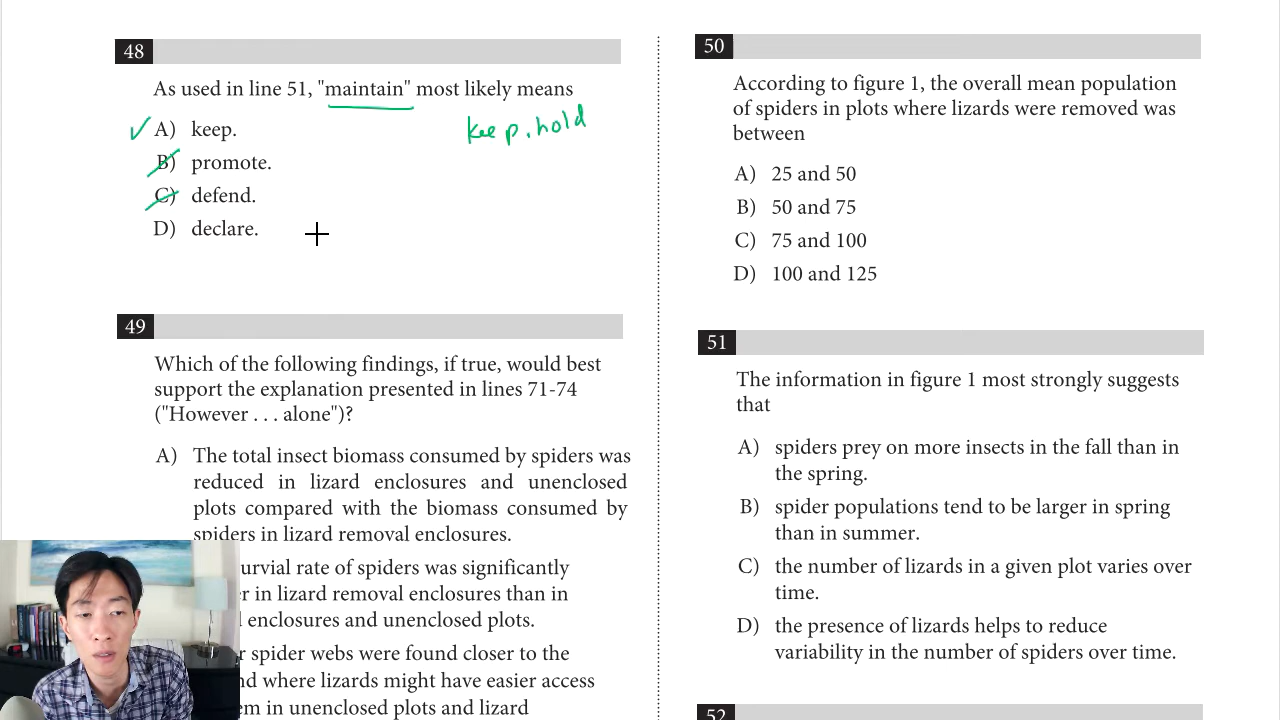 48
As used in line 51, "maintain" most likely means
A) keep.
keep, hold
B) promote.
C) defend.
D) declare.
49
Which of the following findings, if true, would best
support the explanation presented in lines 71-74
("However . . . alone")?
A) The total insect biomass consumed by spiders was
reduced in lizard enclosures and unenclosed
plots compared with the biomass consumed by
spiders in lizard removal enclosures.
survial rate of spiders was significantly
in lizard removal enclosures than in
enclosures and unenclosed plots.
spider webs were found closer to the
where lizards might have easier access
in unenclosed plots and lizard
50
According to figure 1, the overall mean population
of spiders in plots where lizards were removed was
between
A) 25 and 50
B) 50 and 75
C) 75 and 100
D) 100 and 125
51
The information in figure 1 most strongly suggests
that
A) spiders prey on more insects in the fall than in
the spring.
B) spider populations tend to be larger in spring
than in summer.
C) the number of lizards in a given plot varies over
time.
D) the presence of lizards helps to reduce
variability in the number of spiders over time.
52